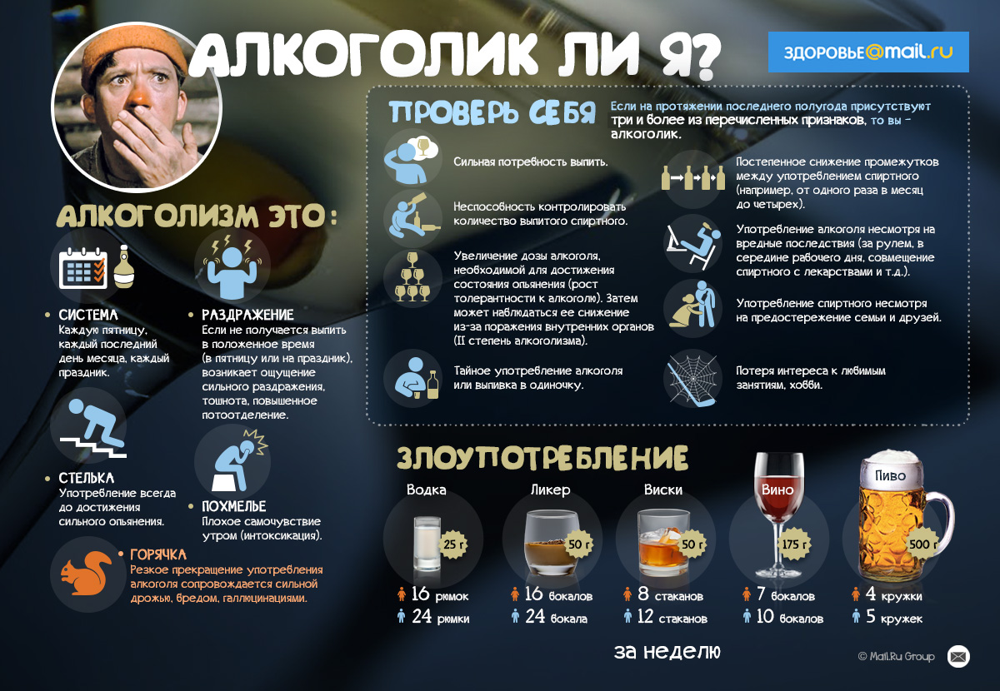 АЛКОГОЛИК ЛИ Я?
ЗДОРОВЬЕ@mail.ru
АЛКОГОЛИЗМ ЭТО:
СИСТЕМА
Каждую пятницу,
каждый последний
день месяца, каждый
праздник.
РАЗДРАЖЕНИЕ
Если не получается выпить
в положенное время
(в пятницу или на праздник),
возникает ощущение
сильного раздражения,
тошнота, повышенное
потоотделение.
СТЕЛЬКА
Употребление всегда
до достижения
сильного опьянения.
ПОХМЕЛЬЕ
Плохое самочувствие
утром (интоксикация).
ГОРЯЧКА
Резкое прекращение употребления
алкоголя сопровождается сильной
дрожью, бредом, галлюцинациями.
ПРОВЕРЬ СЕБЯ
Если на протяжении последнего полугода присутствуют
три и более из перечисленных признаков, то вы –
алкоголик.
Сильная потребность выпить.
Неспособность контролировать
количество выпитого спиртного.
Увеличение дозы алкоголя,
необходимой для достижения
состояния опьянения (рост
толерантности к алкоголю). Затем
может наблюдаться ее снижение
из-за поражения внутренних органов
(II степень алкоголизма).
Тайное употребление алкоголя
или выпивка в одиночку.
Постепенное снижение промежутков
между употреблением спиртного
(например, от одного раза в месяц
до четырех).
Употребление алкоголя несмотря на
вредные последствия (за рулем, в
середине рабочего дня, совмещение
спиртного с лекарствами и т.д.).
Употребление спиртного несмотря
на предостережение семьи и друзей.
Потеря интереса к любимым
занятиям, хобби.
ЗЛОУПОТРЕБЛЕНИЕ
Водка
25 г
16 рюмок
24 рюмки
Ликер
50 г
16 бокалов
24 бокала
Виски
50 г
8 стаканов
12 стаканов
Вино
175 г
7 бокалов
10 бокалов
Пиво
500 г
4 кружки
5 кружек
за неделю
© Mail.Ru Group